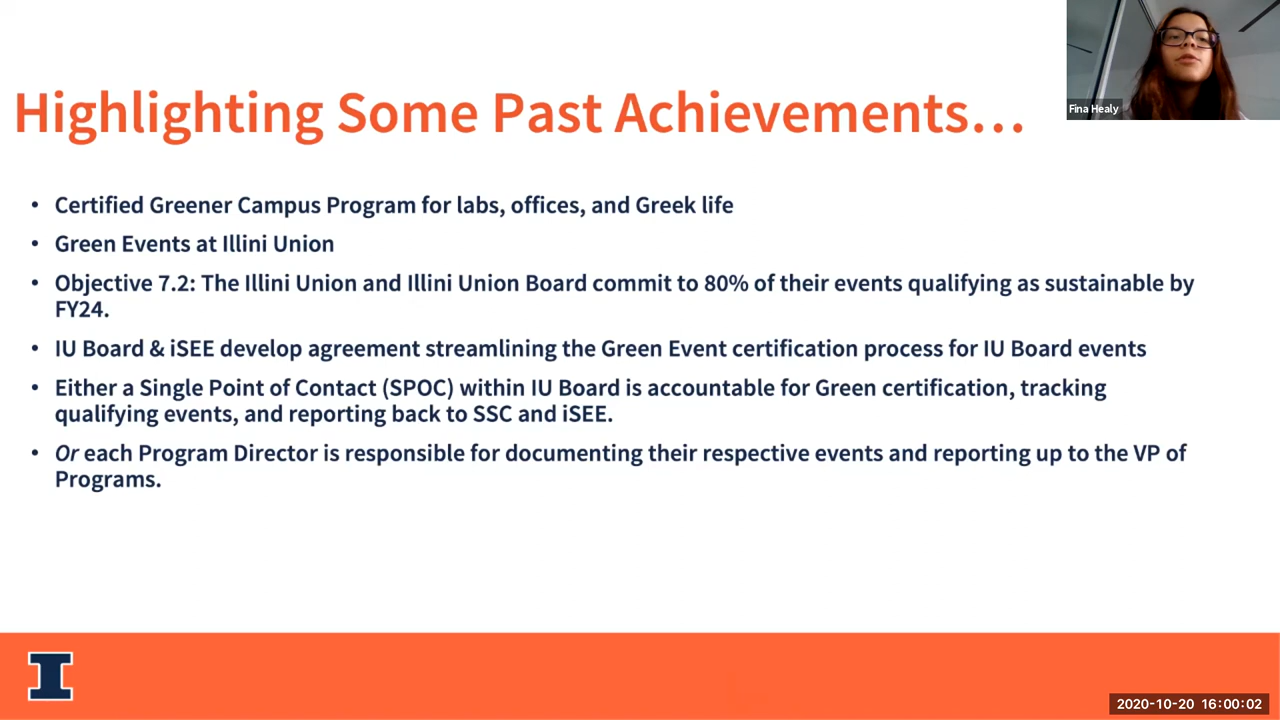 Highlighting Some Past Achievements...
Fina Healy
• Certified Greener Campus Program for labs, offices, and Greek life
• Green Events at Illini Union
• Objective 7.2: The Illini Union and Illini Union Board commit to 80% of their events qualifying as sustainable by
FY24.
• IU Board & iSEE develop agreement streamlining the Green Event certification process for IU Board events
• Either a Single Point of Contact (SPOC) within IU Board is accountable for Green certification, tracking
qualifying events, and reporting back to SSC and iSEE.
• Or each Program Director is responsible for documenting their respective events and reporting up to the VP of
Programs.
I
2020-10-20 16:00:02